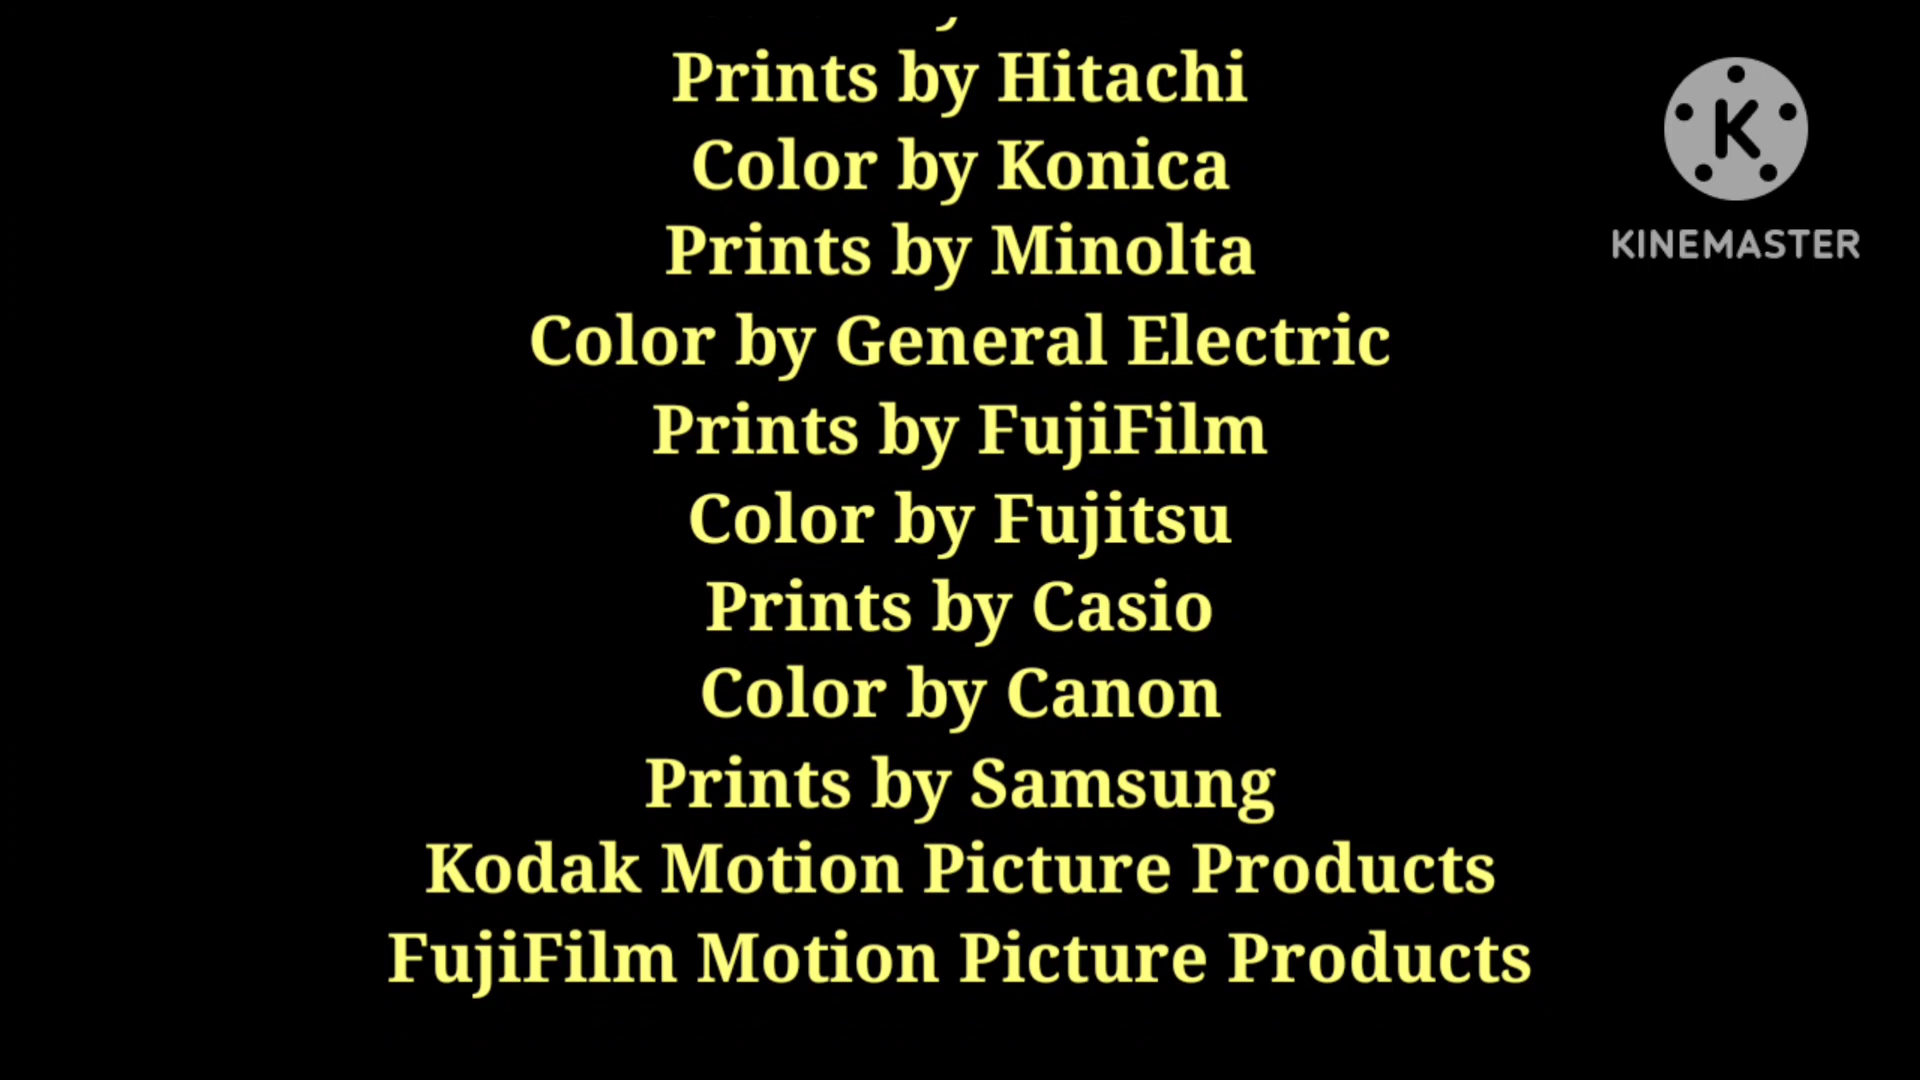 Prints by Hitachi
Color by Konica
Prints by Minolta
Color by General Electric
Prints by FujiFilm
Color by Fujitsu
Prints by Casio
Color by Canon
Prints by Samsung
Kodak Motion Picture Products
FujiFilm Motion Picture Products
K
KINEMASTER